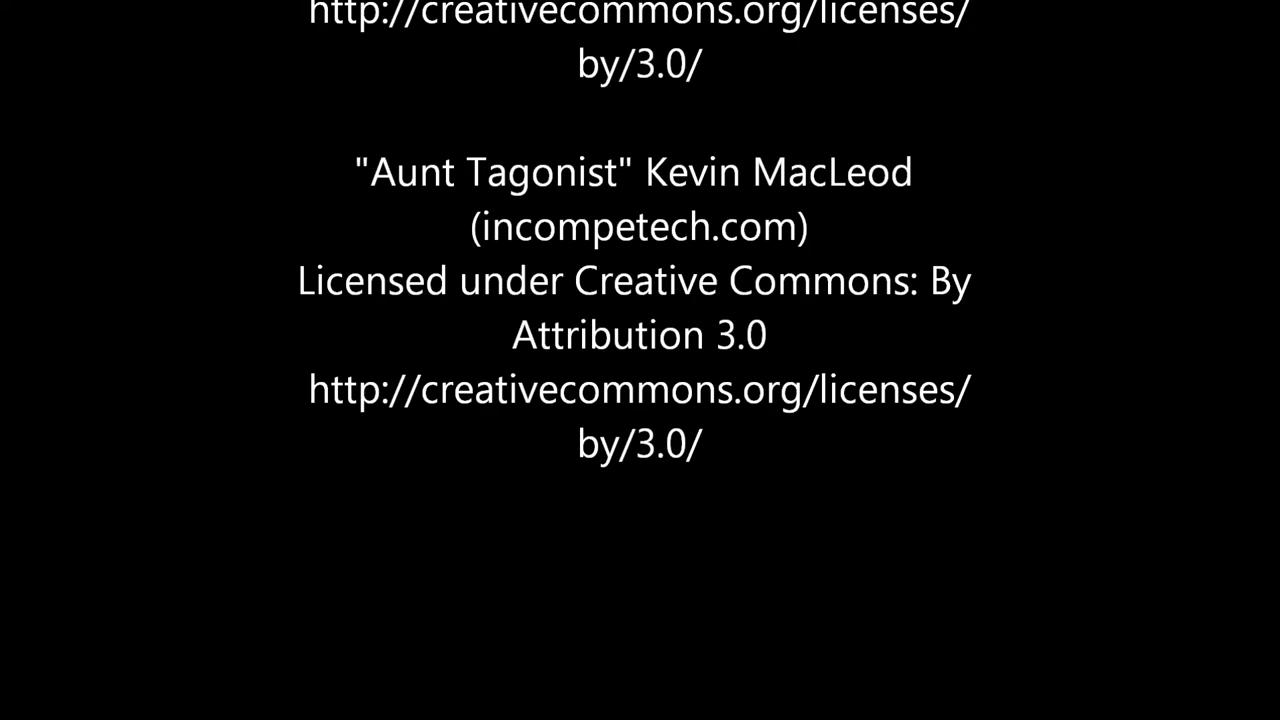 http://creativecommons.org/licenses/
by/3.0/
"Aunt Tagonist" Kevin MacLeod
(incompetech.com)
Licensed under Creative Commons: By
Attribution 3.0
http://creativecommons.org/licenses/
by/3.0/